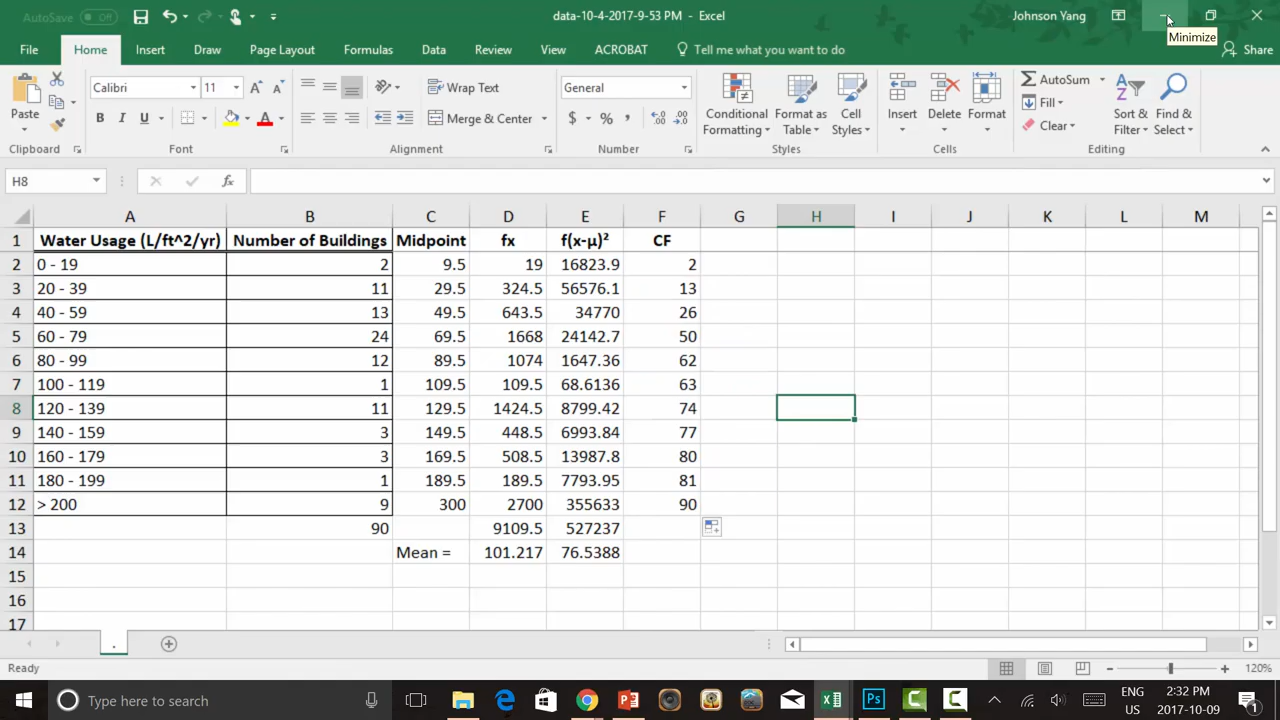 AutoSave Off data-10-4-2017-9-53 PM - Excel Johnson Yang
Minimize
File Home Insert Draw Page Layout Formulas Data Review View ACROBAT Tell me what you want to do Share
Paste Calibri 11 A A Wrap Text General Conditional Formatting Format as Table Cell Styles Insert Delete Format AutoSum Fill Clear Sort & Filter Find & Select
B I U A Merge & Center $ % ,
Clipboard Font Alignment Number Styles Cells Editing
H8 fx
A B C D E F G H I J K L M
1 Water Usage (L/ft^2/yr) Number of Buildings Midpoint fx f(x-µ)² CF
2 0 - 19 2 9.5 19 16823.9 2
3 20 - 39 11 29.5 324.5 56576.1 13
4 40 - 59 13 49.5 643.5 34770 26
5 60 - 79 24 69.5 1668 24142.7 50
6 80 - 99 12 89.5 1074 1647.36 62
7 100 - 119 1 109.5 109.5 68.6136 63
8 120 - 139 11 129.5 1424.5 8799.42 74
9 140 - 159 3 149.5 448.5 6993.84 77
10 160 - 179 3 169.5 508.5 13987.8 80
11 180 - 199 1 189.5 189.5 7793.95 81
12 > 200 9 300 2700 355633 90
13 90 9109.5 527237
14 Mean = 101.217 76.5388
15
16
17
.
Ready 120%
Type here to search ENG US 2:32 PM 2017-10-09 1